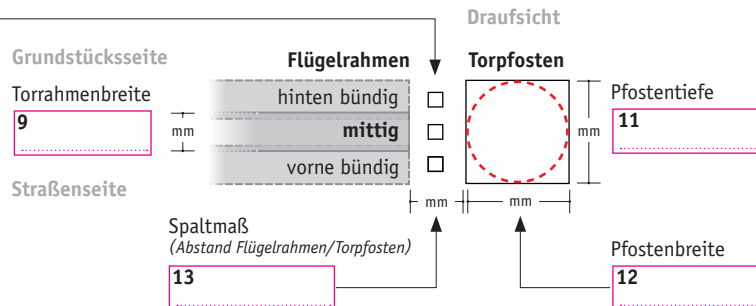 Draufsicht
Grundstücksseite
Flügelrahmen
Torpfosten
Torrahmenbreite
9
mm
hinten bündig
mittig
vorne bündig
mm
Pfostentiefe
11
Straßenseite
mm
mm
Spaltmaß
(Abstand Flügelrahmen/Torpfosten)
13
Pfostenbreite
12